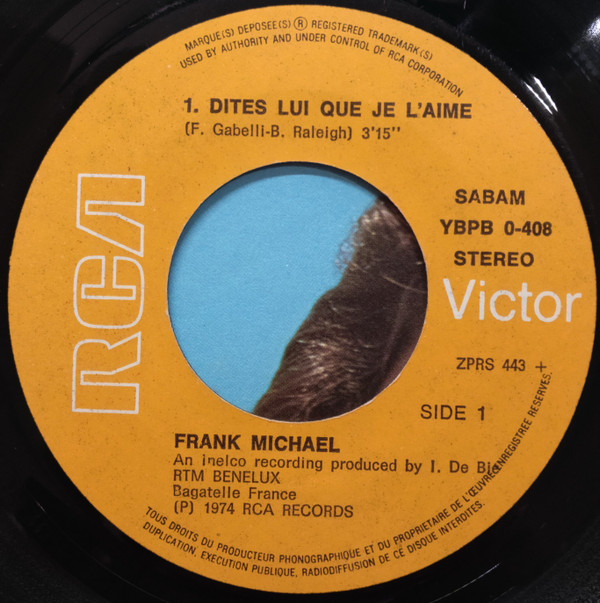 MARQUE(S) DEPOSEE(S) ® REGISTERED TRADEMARK(S)
USED BY AUTHORITY AND UNDER CONTROL OF RCA CORPORATION
1. DITES LUI QUE JE L'AIME
(F. Gabelli-B. Raleigh) 3'15"
RCA
SABAM
YBPB 0-408
STEREO
Victor
ZPRS 443 +
SIDE 1
FRANK MICHAEL
An inelco recording produced by I. De
RTM BENELUX
Bagatelle France
(P) 1974 RCA RECORDS
TOUS DROITS DU PRODUCTEUR PHONOGRAPHIQUE ET DU PROPRIETAIRE DE L'ŒUVRE ENREGISTREE RESERVES.
DUPLICATION, EXECUTION PUBLIQUE, RADIODIFFUSION DE CE DISQUE INTERDITES.